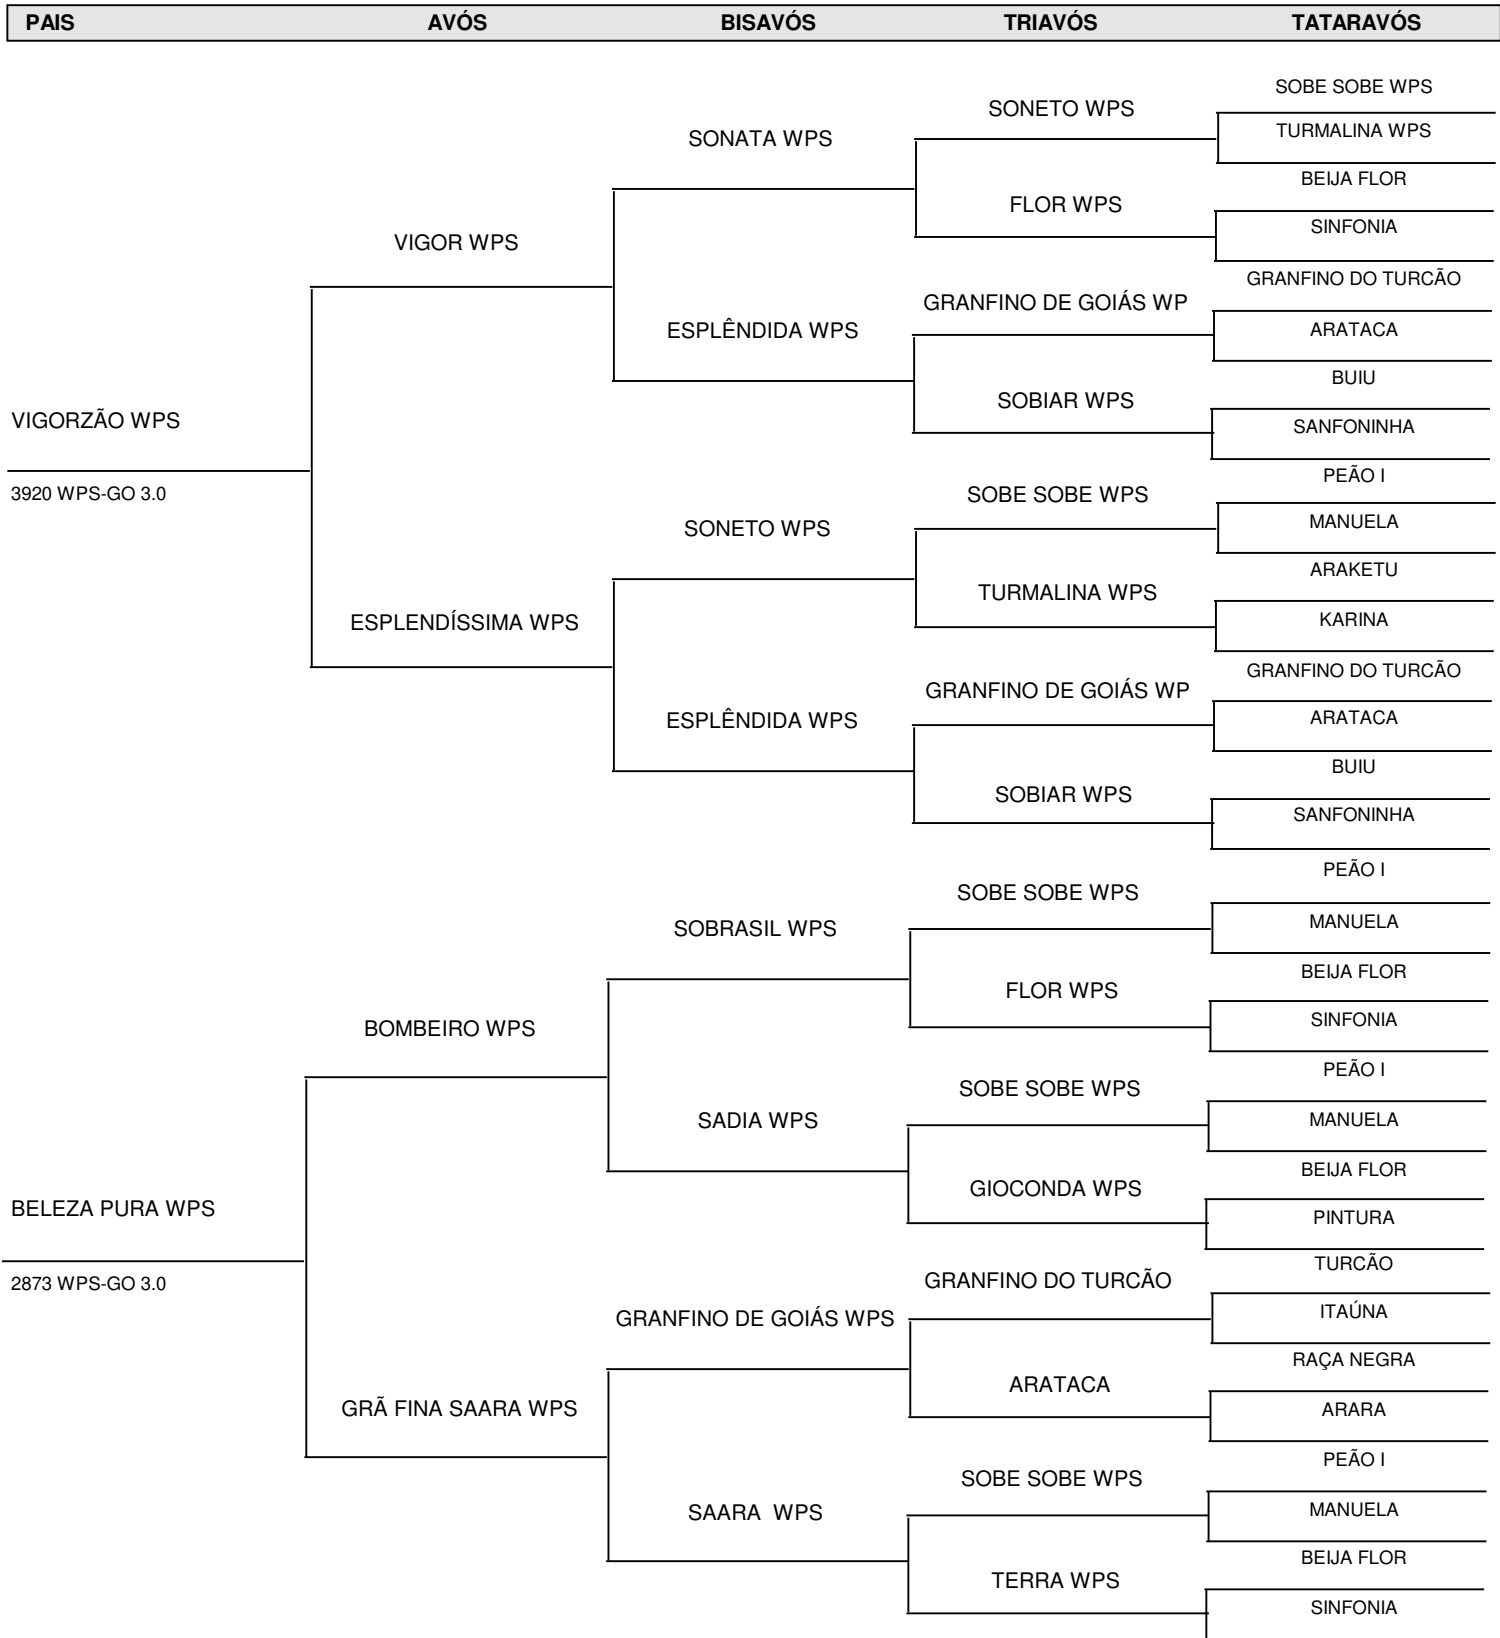 PAIS AVÓS BISAVÓS TRIAVÓS TATARAVÓS
SOBE SOBE WPS
SONETO WPS
TURMALINA WPS
SONATA WPS
BEIJA FLOR
FLOR WPS
SINFONIA
VIGOR WPS
GRANFINO DO TURCÃO
GRANFINO DE GOIÁS WP
ESPLÊNDIDA WPS
ARATACA
BUIU
SOBIAR WPS
VIGORZÃO WPS
SANFONINHA
PEÃO I
3920 WPS-GO 3.0
SOBE SOBE WPS
SONETO WPS
MANUELA
ARAKETU
TURMALINA WPS
ESPLENDÍSSIMA WPS
KARINA
GRANFINO DO TURCÃO
GRANFINO DE GOIÁS WP
ESPLÊNDIDA WPS
ARATACA
BUIU
SOBIAR WPS
SANFONINHA
PEÃO I
SOBE SOBE WPS
SOBRASIL WPS
MANUELA
BEIJA FLOR
FLOR WPS
BOMBEIRO WPS
SINFONIA
PEÃO I
SOBE SOBE WPS
SADIA WPS
MANUELA
BEIJA FLOR
GIOCONDA WPS
BELEZA PURA WPS
PINTURA
TURCÃO
2873 WPS-GO 3.0
GRANFINO DO TURCÃO
GRANFINO DE GOIÁS WPS
ITAÚNA
RAÇA NEGRA
ARATACA
GRÃ FINA SAARA WPS
ARARA
PEÃO I
SOBE SOBE WPS
SAARA WPS
MANUELA
BEIJA FLOR
TERRA WPS
SINFONIA